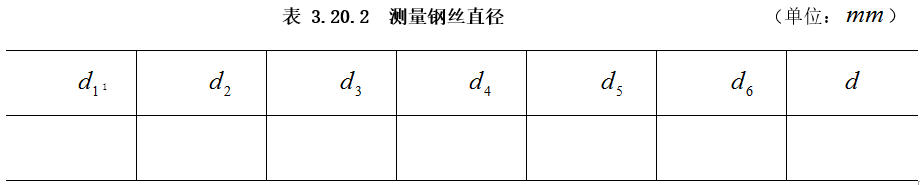 表 3.20.2 测量钢丝直径 （单位：mm）
d₁ ₁ d₂ d₃ d₄ d₅ d₆ d